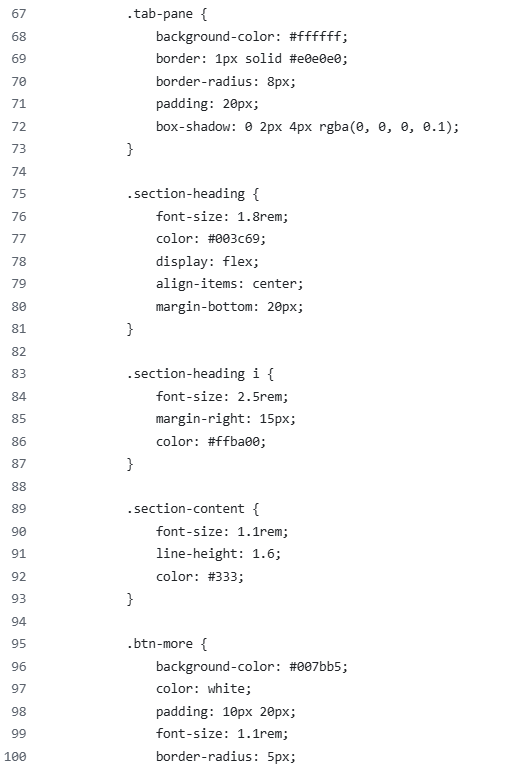 67 .tab-pane {
68 background-color: #ffffff;
69 border: 1px solid #e0e0e0;
70 border-radius: 8px;
71 padding: 20px;
72 box-shadow: 0 2px 4px rgba(0, 0, 0, 0.1);
73 }
74
75 .section-heading {
76 font-size: 1.8rem;
77 color: #003c69;
78 display: flex;
79 align-items: center;
80 margin-bottom: 20px;
81 }
82
83 .section-heading i {
84 font-size: 2.5rem;
85 margin-right: 15px;
86 color: #ffba00;
87 }
88
89 .section-content {
90 font-size: 1.1rem;
91 line-height: 1.6;
92 color: #333;
93 }
94
95 .btn-more {
96 background-color: #007bb5;
97 color: white;
98 padding: 10px 20px;
99 font-size: 1.1rem;
100 border-radius: 5px;